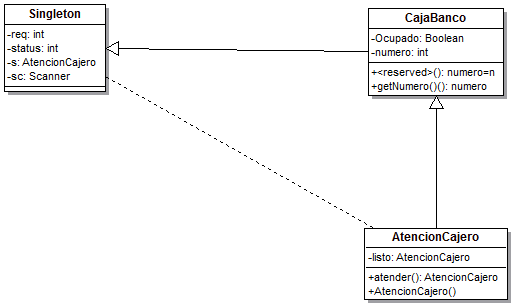 Singleton
-req: int
-status: int
-s: AtencionCajero
-sc: Scanner
CajaBanco
-Ocupado: Boolean
-numero: int
+<reserved>(): numero=n
+getNumero()(): numero
AtencionCajero
-listo: AtencionCajero
+atender(): AtencionCajero
+AtencionCajero()